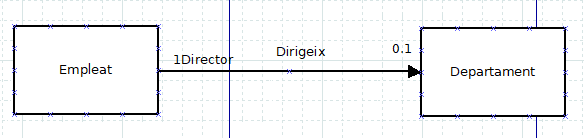 Empleat
1Director
Dirigeix
0.1
Departament